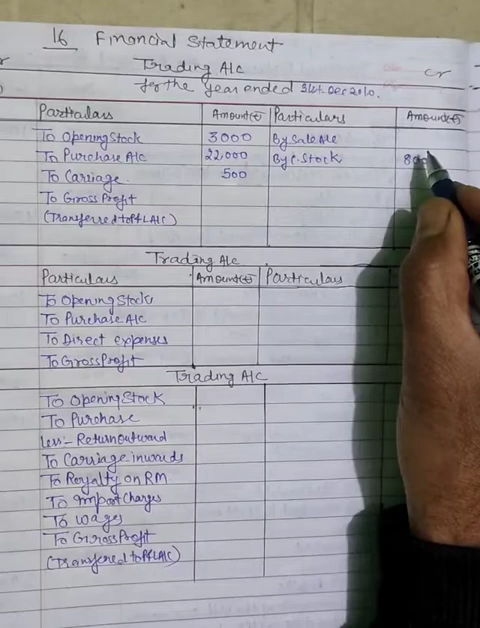 16 Financial Statement
Trading A/c
Cr
for the year ended 31st Dec 2010.
Particulars Amount(₹) Particulars Amount(₹)
To Opening Stock 3000 By Sale A/c
To Purchase A/c 22,000 By C. Stock
To Carriage 500
To Gross Profit
(Transferred to P&L A/c)
Trading A/c
Particulars Amount(₹) Particulars
To Opening Stock
To Purchase A/c
To Direct expenses
To Gross Profit
Trading A/c
To Opening Stock
To Purchase
Less:- Return outward
To Carriage inwards
To Royalty on RM
To Import Charges
To Wages
To Gross Profit
(Transferred to P&L A/c)